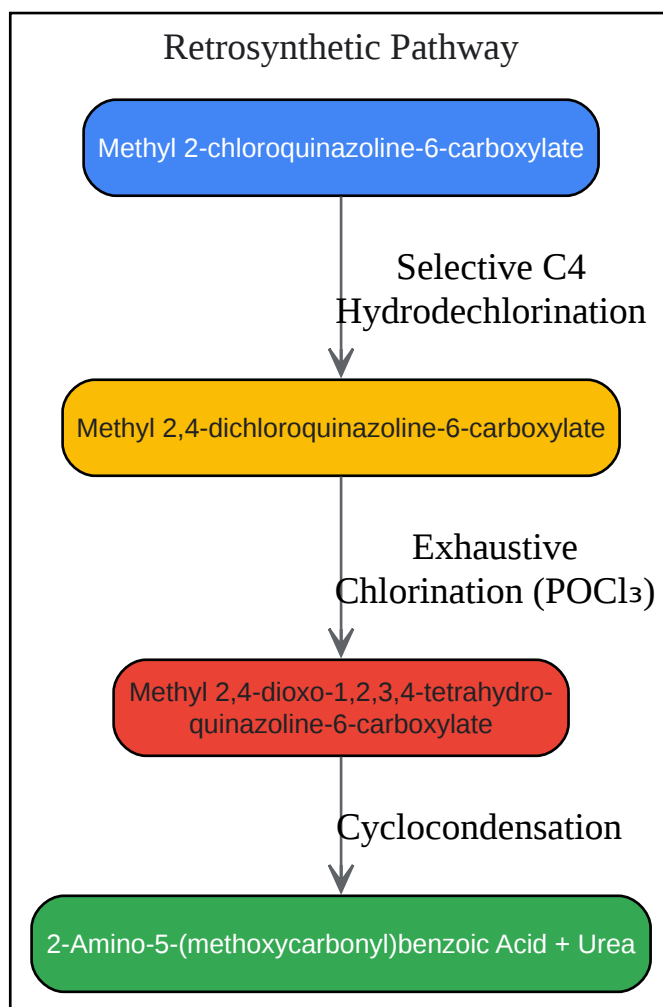 Retrosynthetic Pathway
Methyl 2-chloroquinazoline-6-carboxylate
Selective C4
Hydrodechlorination
Methyl 2,4-dichloroquinazoline-6-carboxylate
Exhaustive
Chlorination (POCl₃)
Methyl 2,4-dioxo-1,2,3,4-tetrahydro-
quinazoline-6-carboxylate
Cyclocondensation
2-Amino-5-(methoxycarbonyl)benzoic Acid + Urea